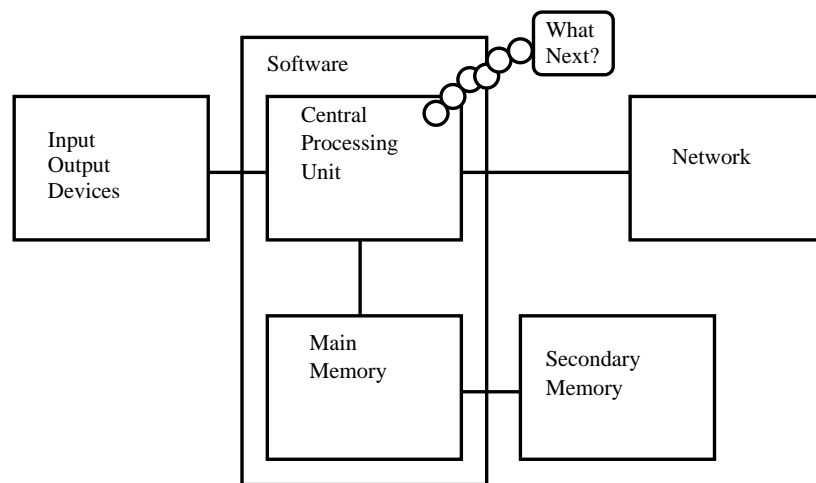 What
Next?
Software
Input
Output
Devices
Central
Processing
Unit
Network
Main
Memory
Secondary
Memory